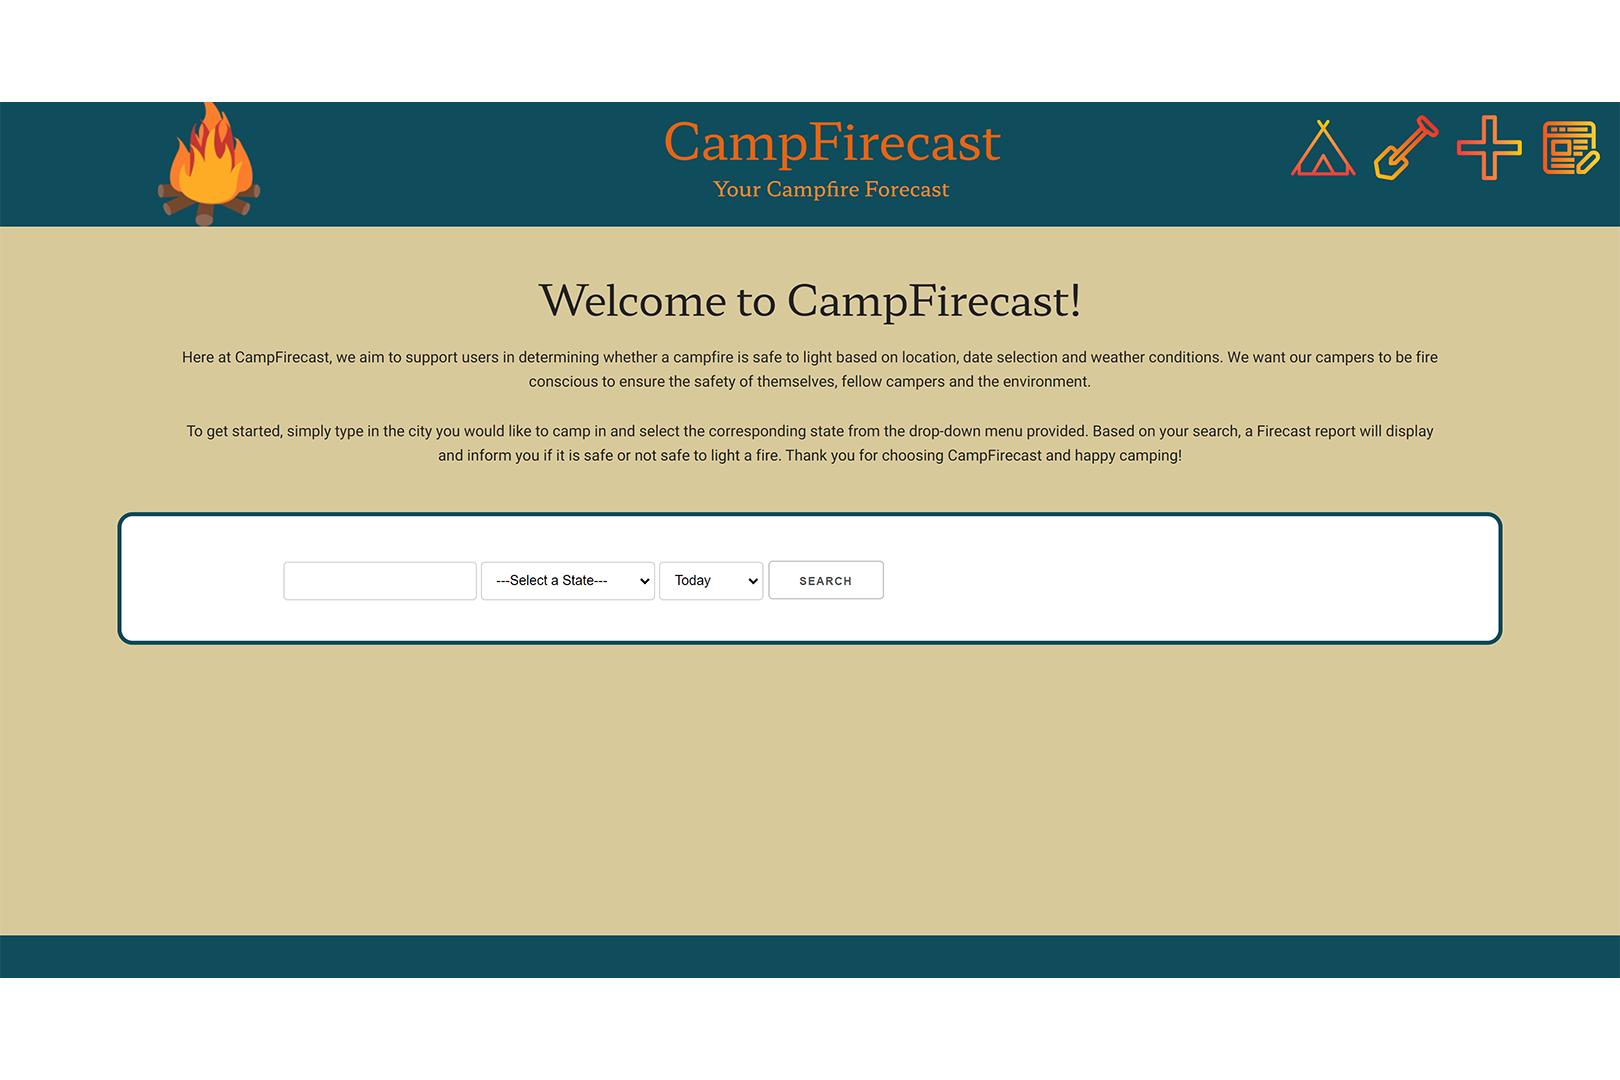 CampFirecast
Your Campfire Forecast
Welcome to CampFirecast!
Here at CampFirecast, we aim to support users in determining whether a campfire is safe to light based on location, date selection and weather conditions. We want our campers to be fire
conscious to ensure the safety of themselves, fellow campers and the environment.
To get started, simply type in the city you would like to camp in and select the corresponding state from the drop-down menu provided. Based on your search, a Firecast report will display
and inform you if it is safe or not safe to light a fire. Thank you for choosing CampFirecast and happy camping!
---Select a State--- Today SEARCH